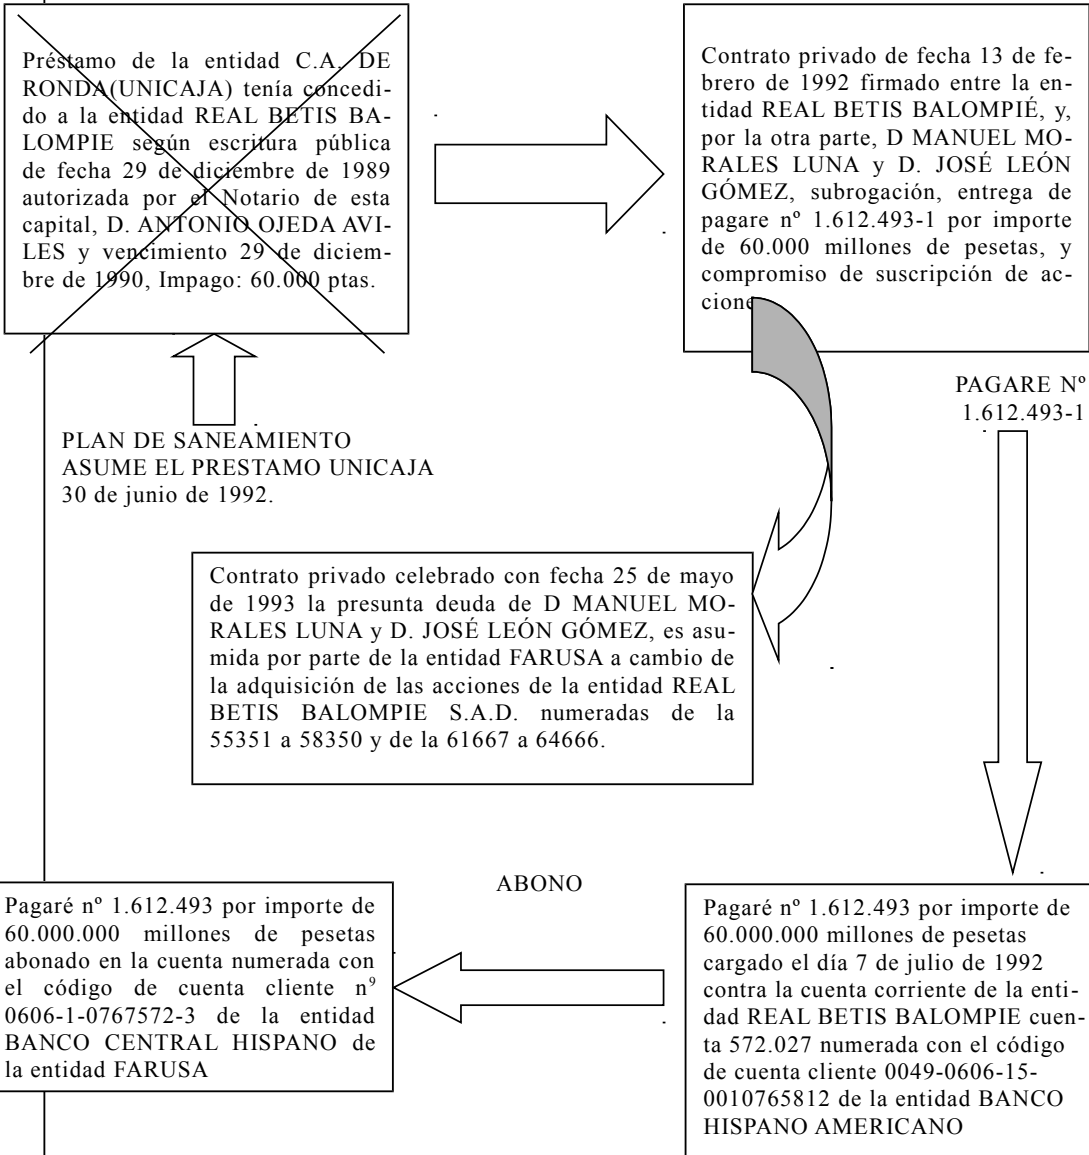 Préstamo de la entidad C.A. DE
RONDA(UNICAJA) tenía concedi-
do a la entidad REAL BETIS BA-
LOMPIE según escritura pública
de fecha 29 de diciembre de 1989
autorizada por el Notario de esta
capital, D. ANTONIO OJEDA AVI-
LES y vencimiento 29 de diciem-
bre de 1990, Impago: 60.000 ptas.
Contrato privado de fecha 13 de fe-
brero de 1992 firmado entre la en-
tidad REAL BETIS BALOMPIÉ, y,
por la otra parte, D MANUEL MO-
RALES LUNA y D. JOSÉ LEÓN
GÓMEZ, subrogación, entrega de
pagare nº 1.612.493-1 por importe
de 60.000 millones de pesetas, y
compromiso de suscripción de ac-
cione
PAGARE Nº
1.612.493-1
PLAN DE SANEAMIENTO
ASUME EL PRESTAMO UNICAJA
30 de junio de 1992.
Contrato privado celebrado con fecha 25 de mayo
de 1993 la presunta deuda de D MANUEL MO-
RALES LUNA y D. JOSÉ LEÓN GÓMEZ, es asu-
mida por parte de la entidad FARUSA a cambio de
la adquisición de las acciones de la entidad REAL
BETIS BALOMPIE S.A.D. numeradas de la
55351 a 58350 y de la 61667 a 64666.
ABONO
Pagaré nº 1.612.493 por importe de
60.000.000 millones de pesetas
abonado en la cuenta numerada con
el código de cuenta cliente n⁹
0606-1-0767572-3 de la entidad
BANCO CENTRAL HISPANO de
la entidad FARUSA
Pagaré nº 1.612.493 por importe de
60.000.000 millones de pesetas
cargado el día 7 de julio de 1992
contra la cuenta corriente de la enti-
dad REAL BETIS BALOMPIE cuen-
ta 572.027 numerada con el código
de cuenta cliente 0049-0606-15-
0010765812 de la entidad BANCO
HISPANO AMERICANO